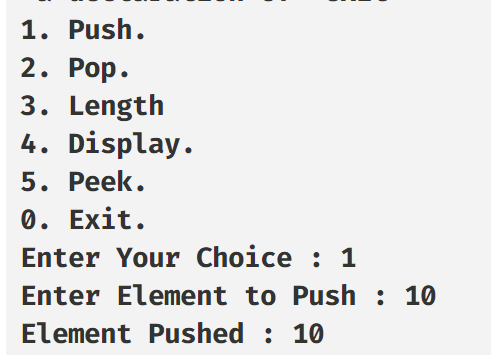 1. Push.
2. Pop.
3. Length
4. Display.
5. Peek.
0. Exit.
Enter Your Choice : 1
Enter Element to Push : 10
Element Pushed : 10